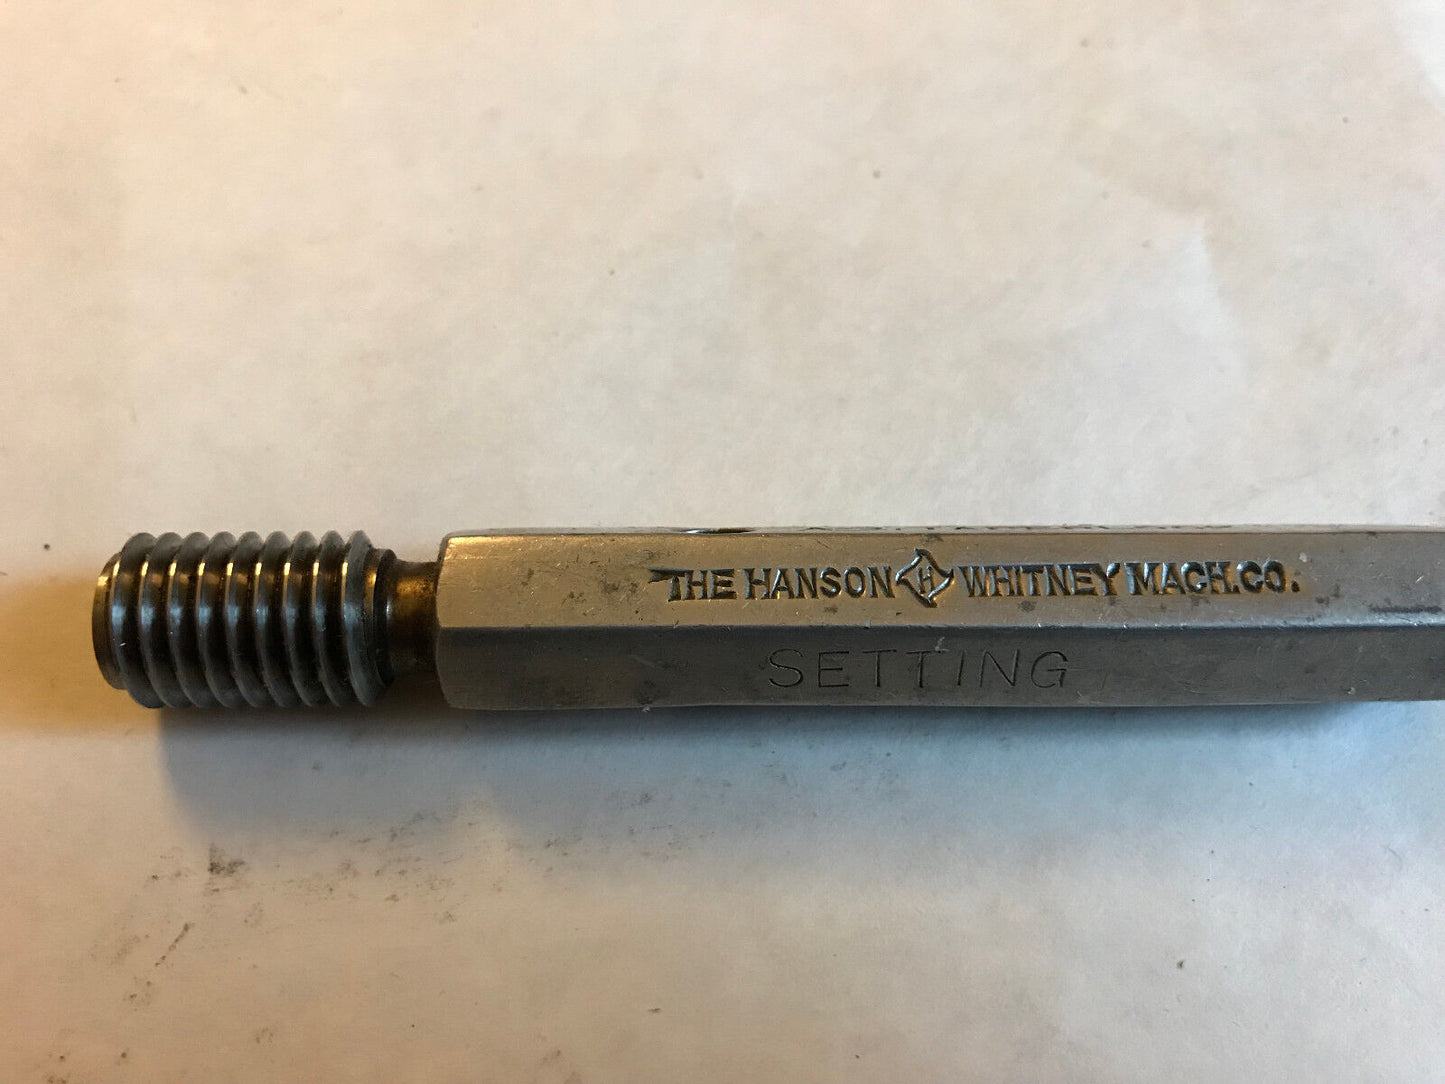 THE HANSON H WHITNEY MACH. CO.
SETTING